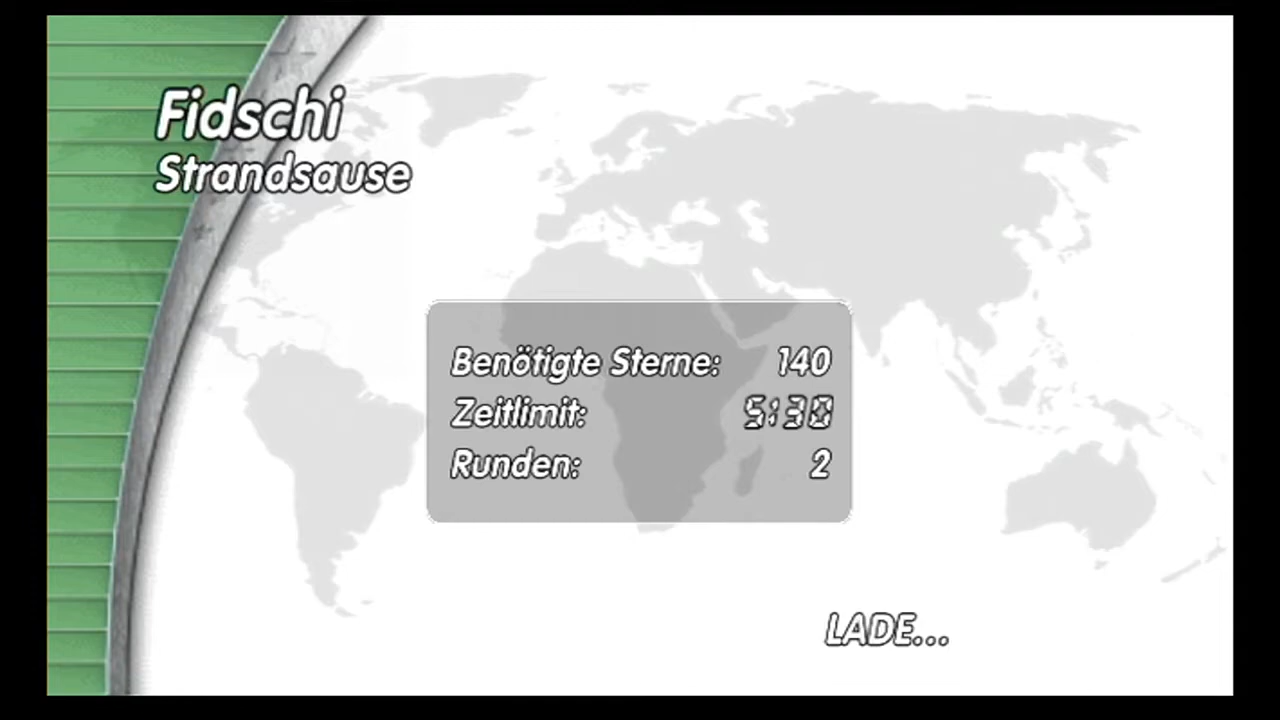 Fidschi
Strandsause
Benötigte Sterne: 140
Zeitlimit: 5:30
Runden: 2
LADE...